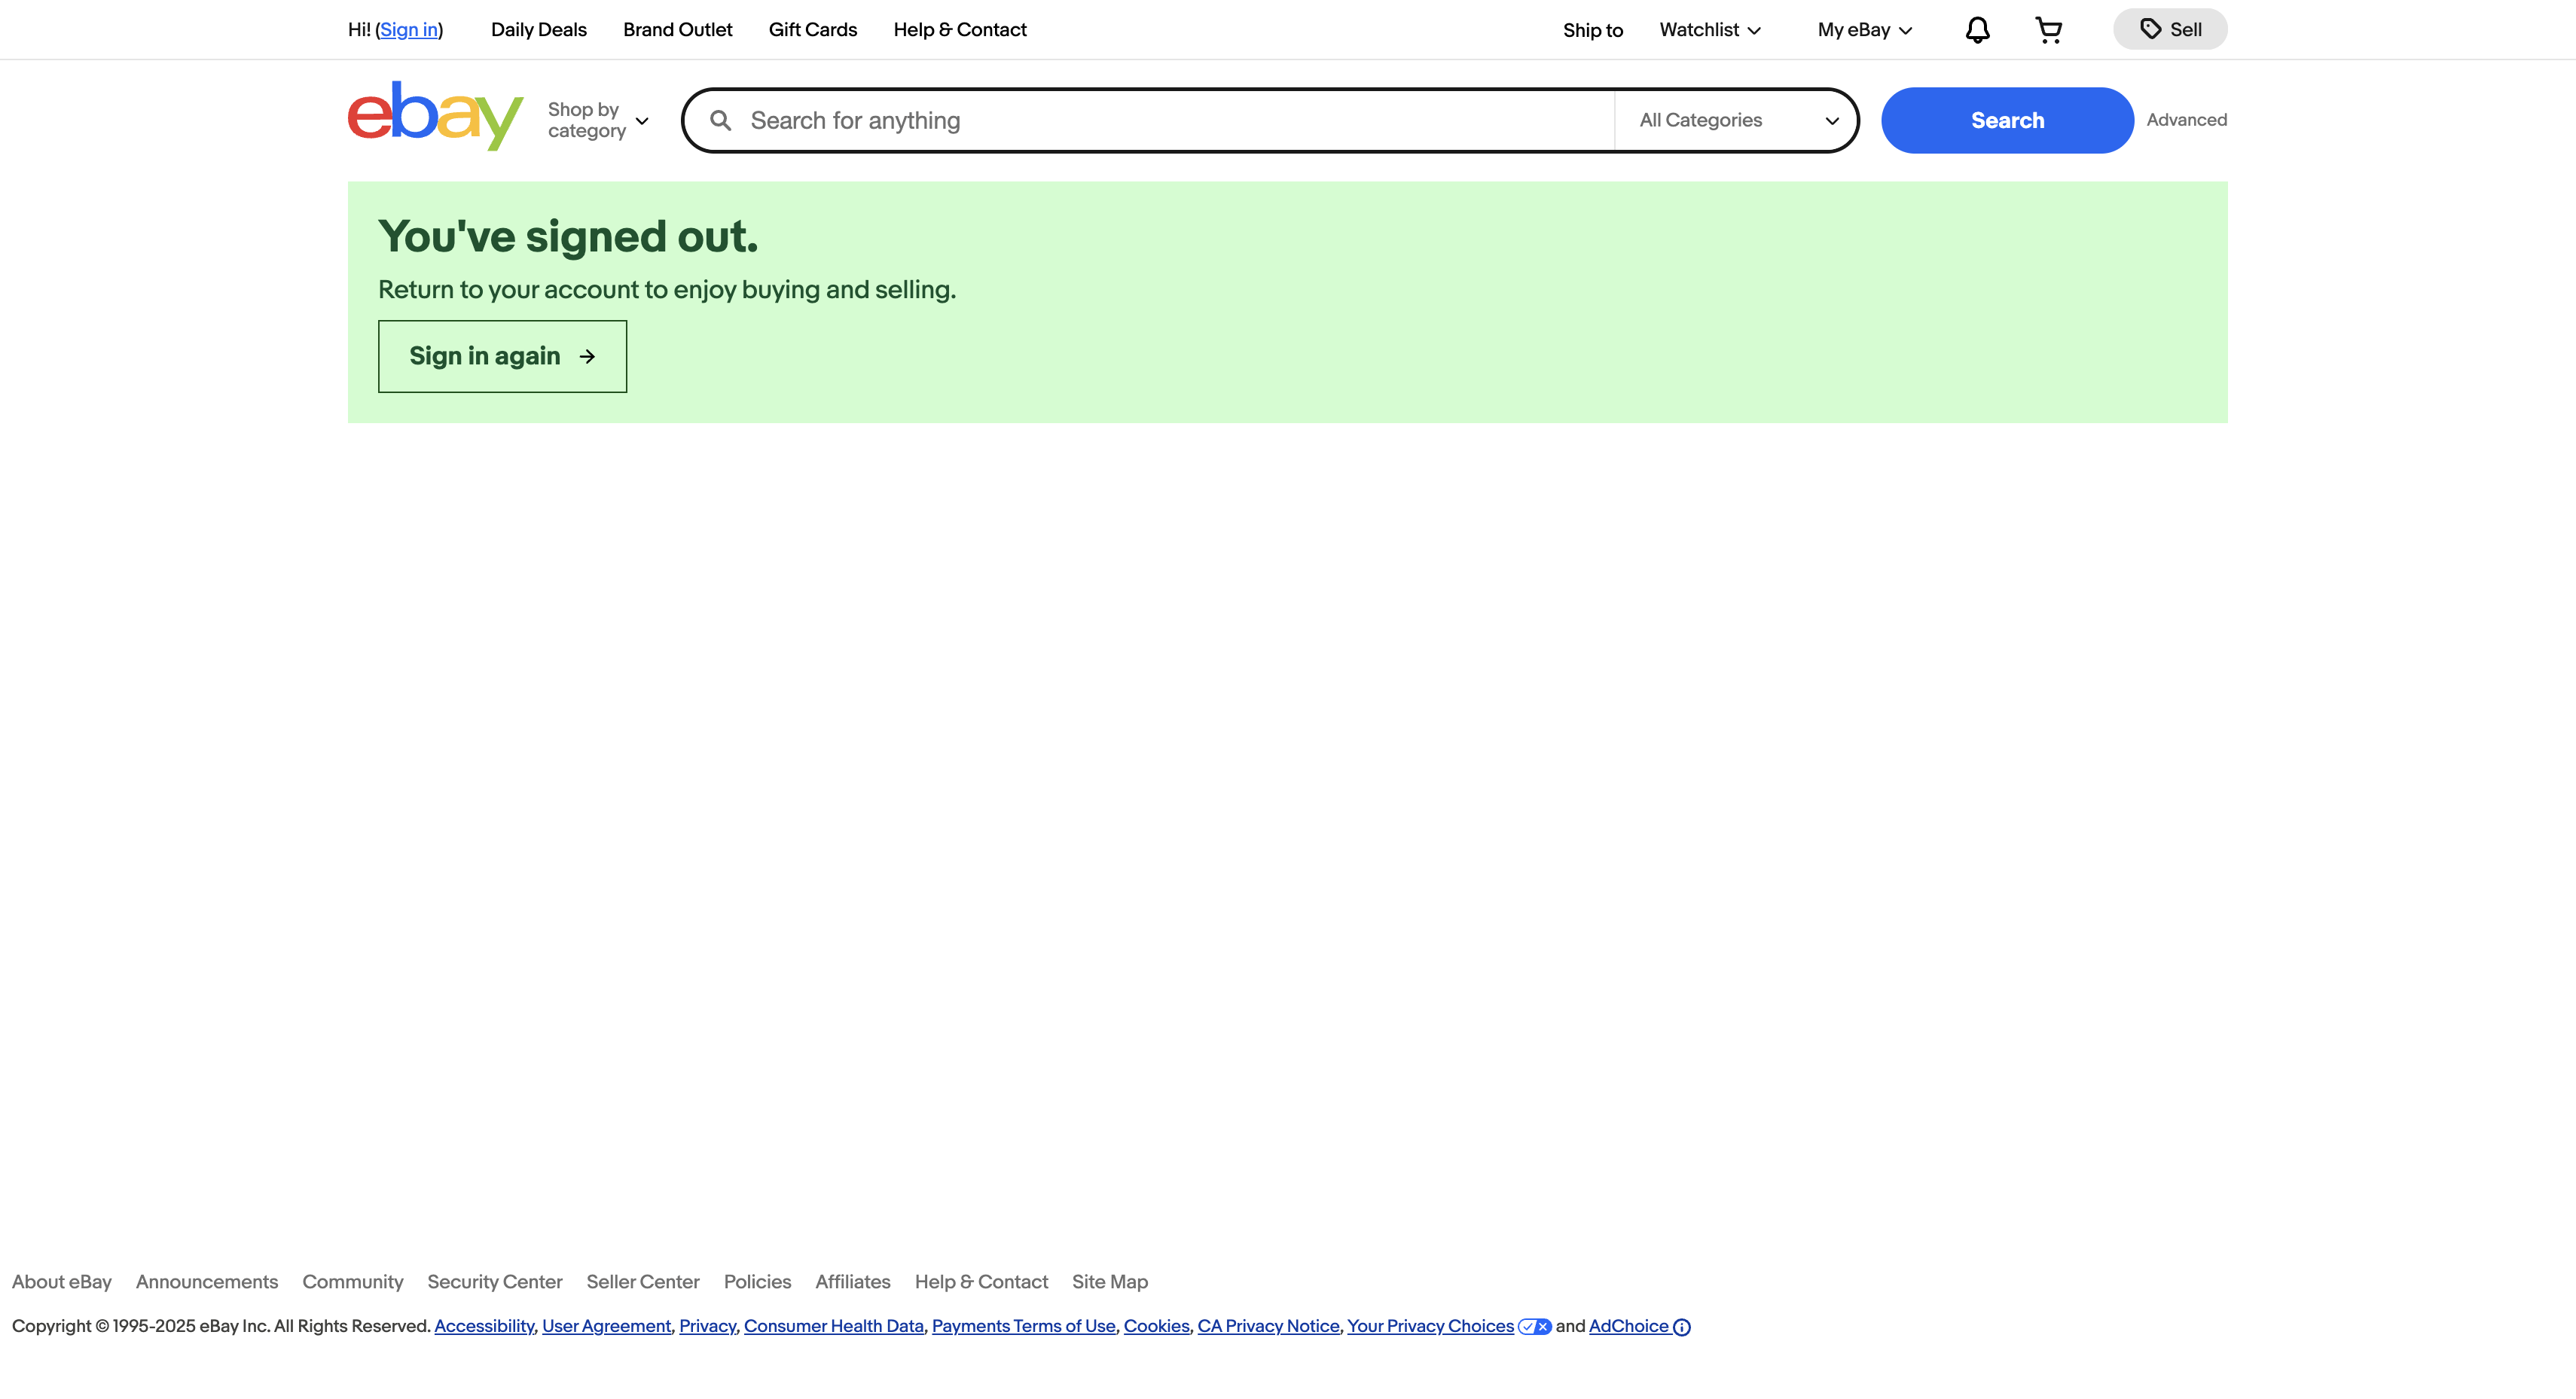 Hi! (Sign in) Daily Deals Brand Outlet Gift Cards Help & Contact Ship to Watchlist My eBay Sell
ebay
Shop by
category
Search for anything All Categories Search Advanced
You've signed out.
Return to your account to enjoy buying and selling.
Sign in again
About eBay Announcements Community Security Center Seller Center Policies Affiliates Help & Contact Site Map
Copyright © 1995-2025 eBay Inc. All Rights Reserved. Accessibility, User Agreement, Privacy, Consumer Health Data, Payments Terms of Use, Cookies, CA Privacy Notice, Your Privacy Choices and AdChoice